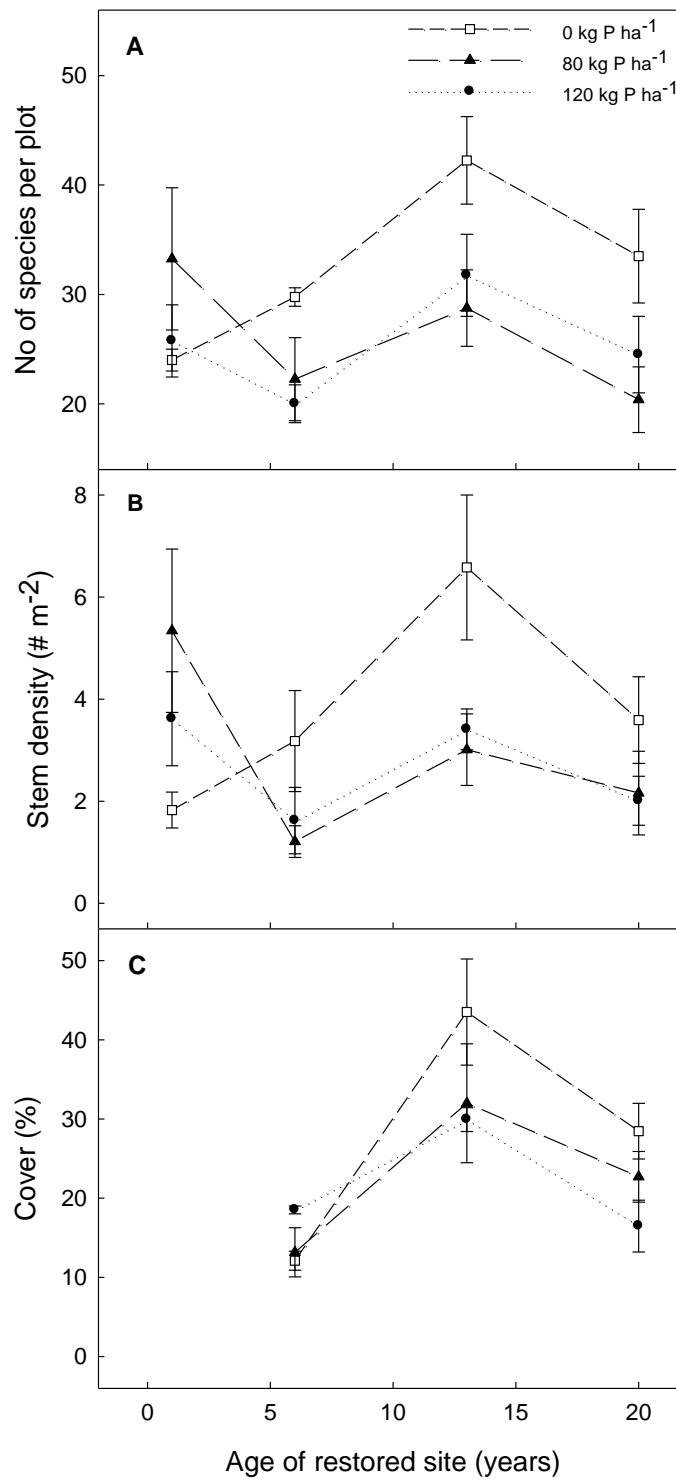 A
0 kg P ha-1
80 kg P ha-1
120 kg P ha-1
No of species per plot
50
40
30
20
B
Stem density (# m-2)
8
6
4
2
0
C
Cover (%)
50
40
30
20
10
0
0 5 10 15 20
Age of restored site (years)